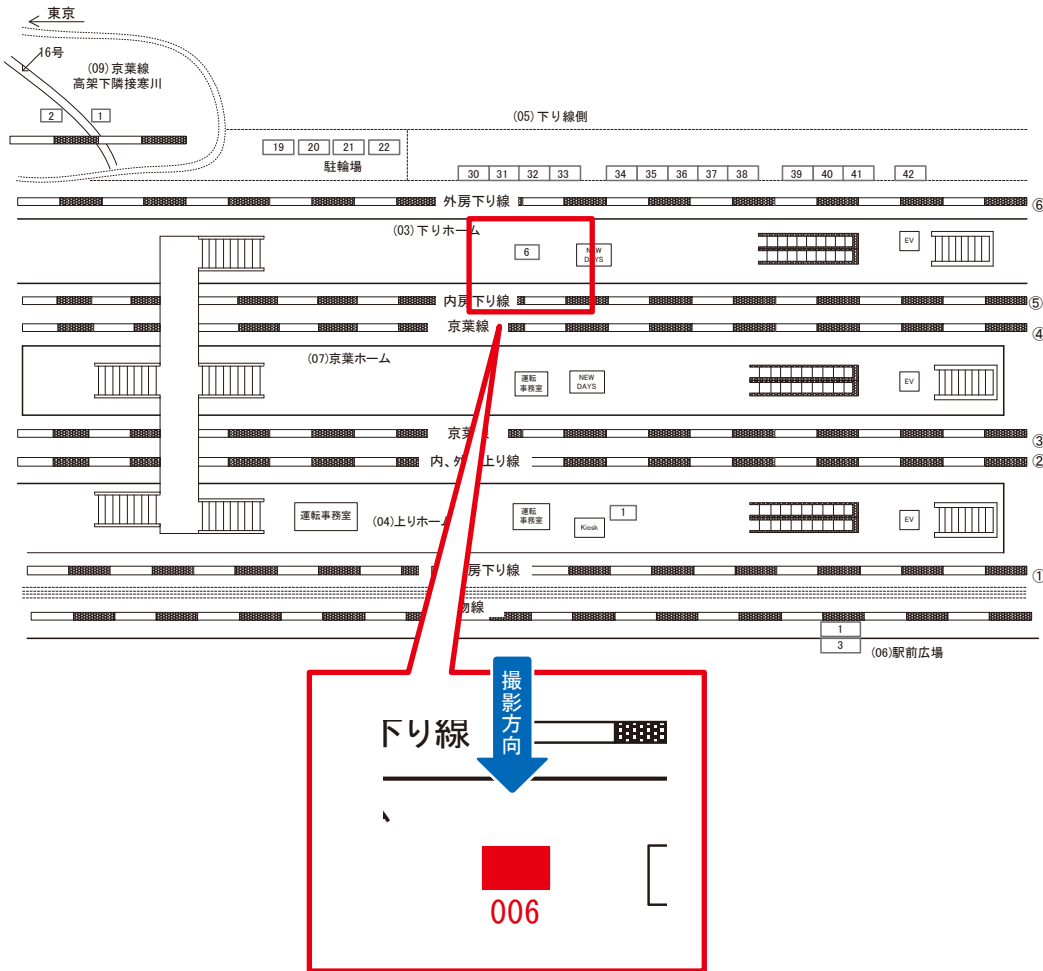 東京
16号
(09)京葉線
高架下隣接寒川
2 1
(05)下り線側
19 20 21 22
駐輪場
30 31 32 33 34 35 36 37 38 39 40 41 42
外房下り線
⑥
(03)下りホーム
6
NEW
DAYS
EV
内房下り線
⑤
京葉線
④
(07)京葉ホーム
運転
事務室
NEW
DAYS
EV
京葉線
③
内、外 上り線
②
運転事務室
(04)上りホーム
運転
事務室
Kiosk
1
EV
房下り線
①
物線
1
3
(06)駅前広場
撮影方向
下り線
006